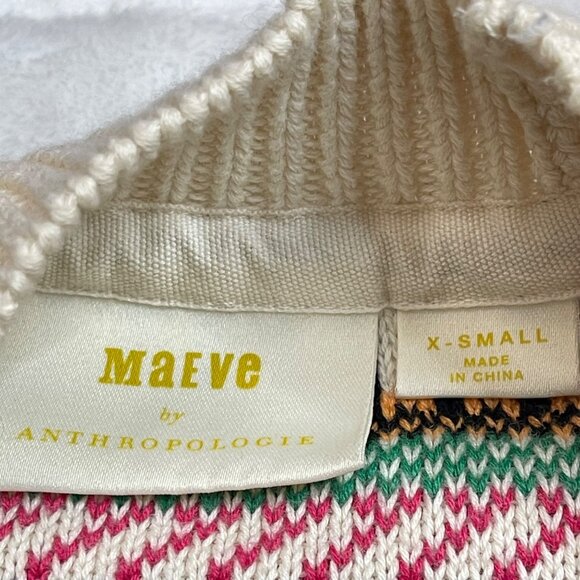 MaEve
by
ANTHROPOLOGIE
X-SMALL
MADE
IN CHINA